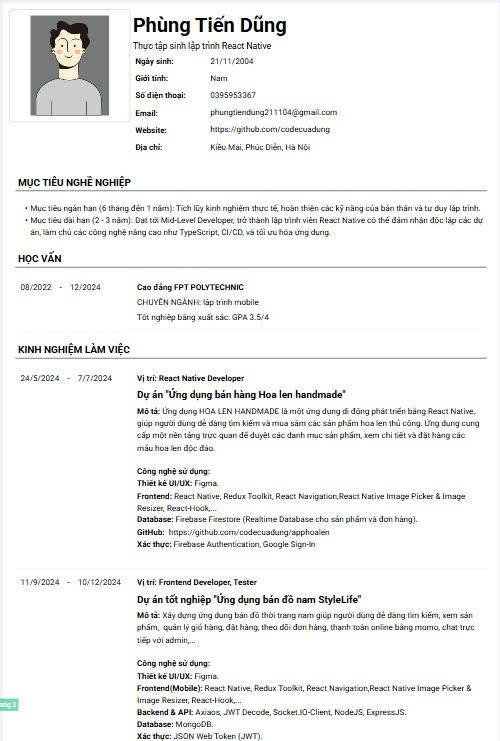 Phùng Tiến Dũng
Thực tập sinh lập trình React Native
Ngày sinh: 21/11/2004
Giới tính: Nam
Số điện thoại: 0395953367
Email: phungtiendung211104@gmail.com
Website: https://github.com/codecuadung
Địa chỉ: Kiều Mai, Phúc Diễn, Hà Nội
MỤC TIÊU NGHỀ NGHIỆP
• Mục tiêu ngắn hạn (6 tháng đến 1 năm): Tích lũy kinh nghiệm thực tế, hoàn thiện các kỹ năng của bản thân và tư duy lập trình.
• Mục tiêu dài hạn (2 - 3 năm): Đạt tới Mid-Level Developer, trở thành lập trình viên React Native có thể đảm nhận độc lập các dự
án, làm chủ các công nghệ nâng cao như TypeScript, CI/CD, và tối ưu hóa ứng dụng.
HỌC VẤN
08/2022 - 12/2024 Cao đẳng FPT POLYTECHNIC
CHUYÊN NGÀNH: lập trình mobile
Tốt nghiệp bằng xuất sắc: GPA 3.5/4
KINH NGHIỆM LÀM VIỆC
24/5/2024 - 7/7/2024 Vị trí: React Native Developer
Dự án "Ứng dụng bán hàng Hoa len handmade"
Mô tả: Ứng dụng HOA LEN HANDMADE là một ứng dụng di động phát triển bằng React Native,
giúp người dùng dễ dàng tìm kiếm và mua sắm các sản phẩm hoa len thủ công. Ứng dụng cung
cấp một nền tảng trực quan để duyệt các danh mục sản phẩm, xem chi tiết và đặt hàng các
mẫu hoa len độc đáo.
Công nghệ sử dụng:
Thiết kế UI/UX: Figma.
Frontend: React Native, Redux Toolkit, React Navigation,React Native Image Picker & Image
Resizer, React-Hook,...
Database: Firebase Firestore (Realtime Database cho sản phẩm và đơn hàng).
GitHub: https://github.com/codecuadung/apphoalen
Xác thực: Firebase Authentication, Google Sign-In
11/9/2024 - 10/12/2024 Vị trí: Frontend Developer, Tester
Dự án tốt nghiệp "Ứng dụng bán đồ nam StyleLife"
Mô tả: Xây dựng ứng dụng bán đồ thời trang nam giúp người dùng dễ dàng tìm kiếm, xem sản
phẩm, quản lý giỏ hàng, đặt hàng, theo dõi đơn hàng, thanh toán online bằng momo, chat trực
tiếp với admin,...
Công nghệ sử dụng:
Thiết kế UI/UX: Figma.
Frontend(Mobile): React Native, Redux Toolkit, React Navigation,React Native Image Picker &
Image Resizer, React-Hook,...
Backend & API: Axiaos, JWT Decode, Socket.IO-Client, NodeJS, ExpressJS.
Database: MongoDB.
ang 2
Xác thực: JSON Web Token (JWT).